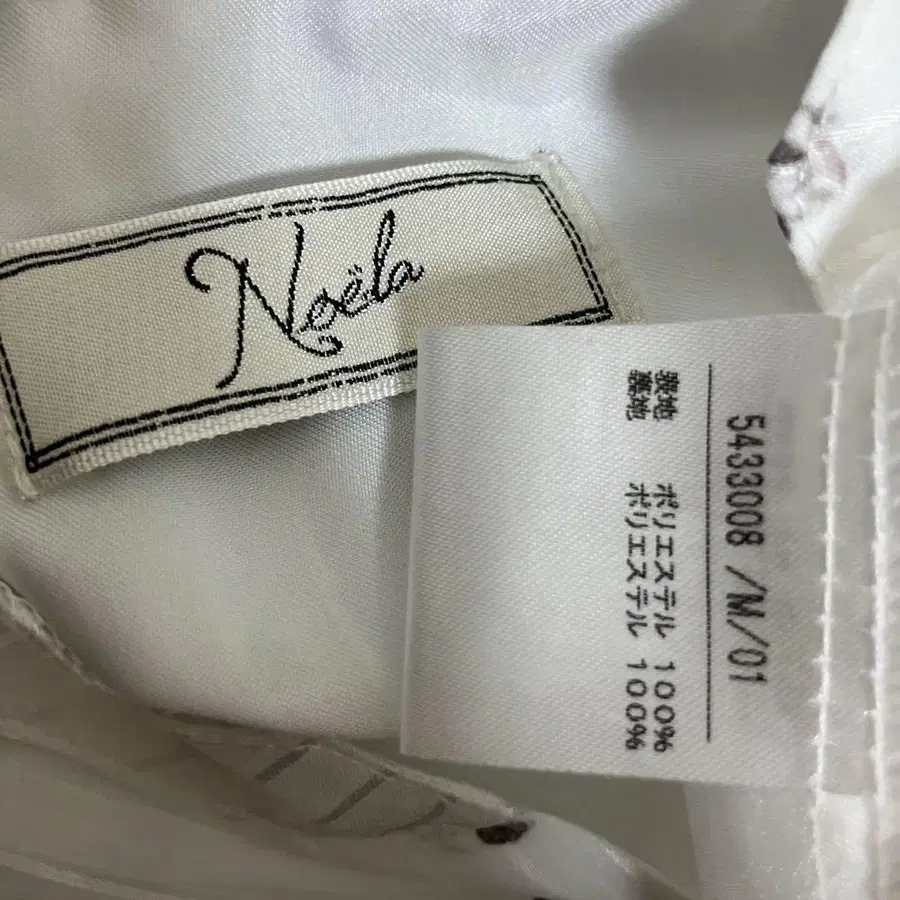 Noëla
5433008 /M/01
表地 ポリエステル 100%
裏地 ポリエステル 100%